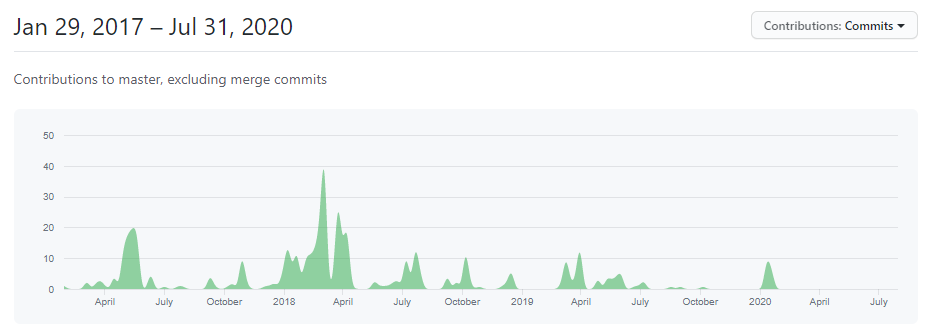 Jan 29, 2017 – Jul 31, 2020
Contributions: Commits
Contributions to master, excluding merge commits
50
40
30
20
10
0
April July October 2018 April July October 2019 April July October 2020 April July